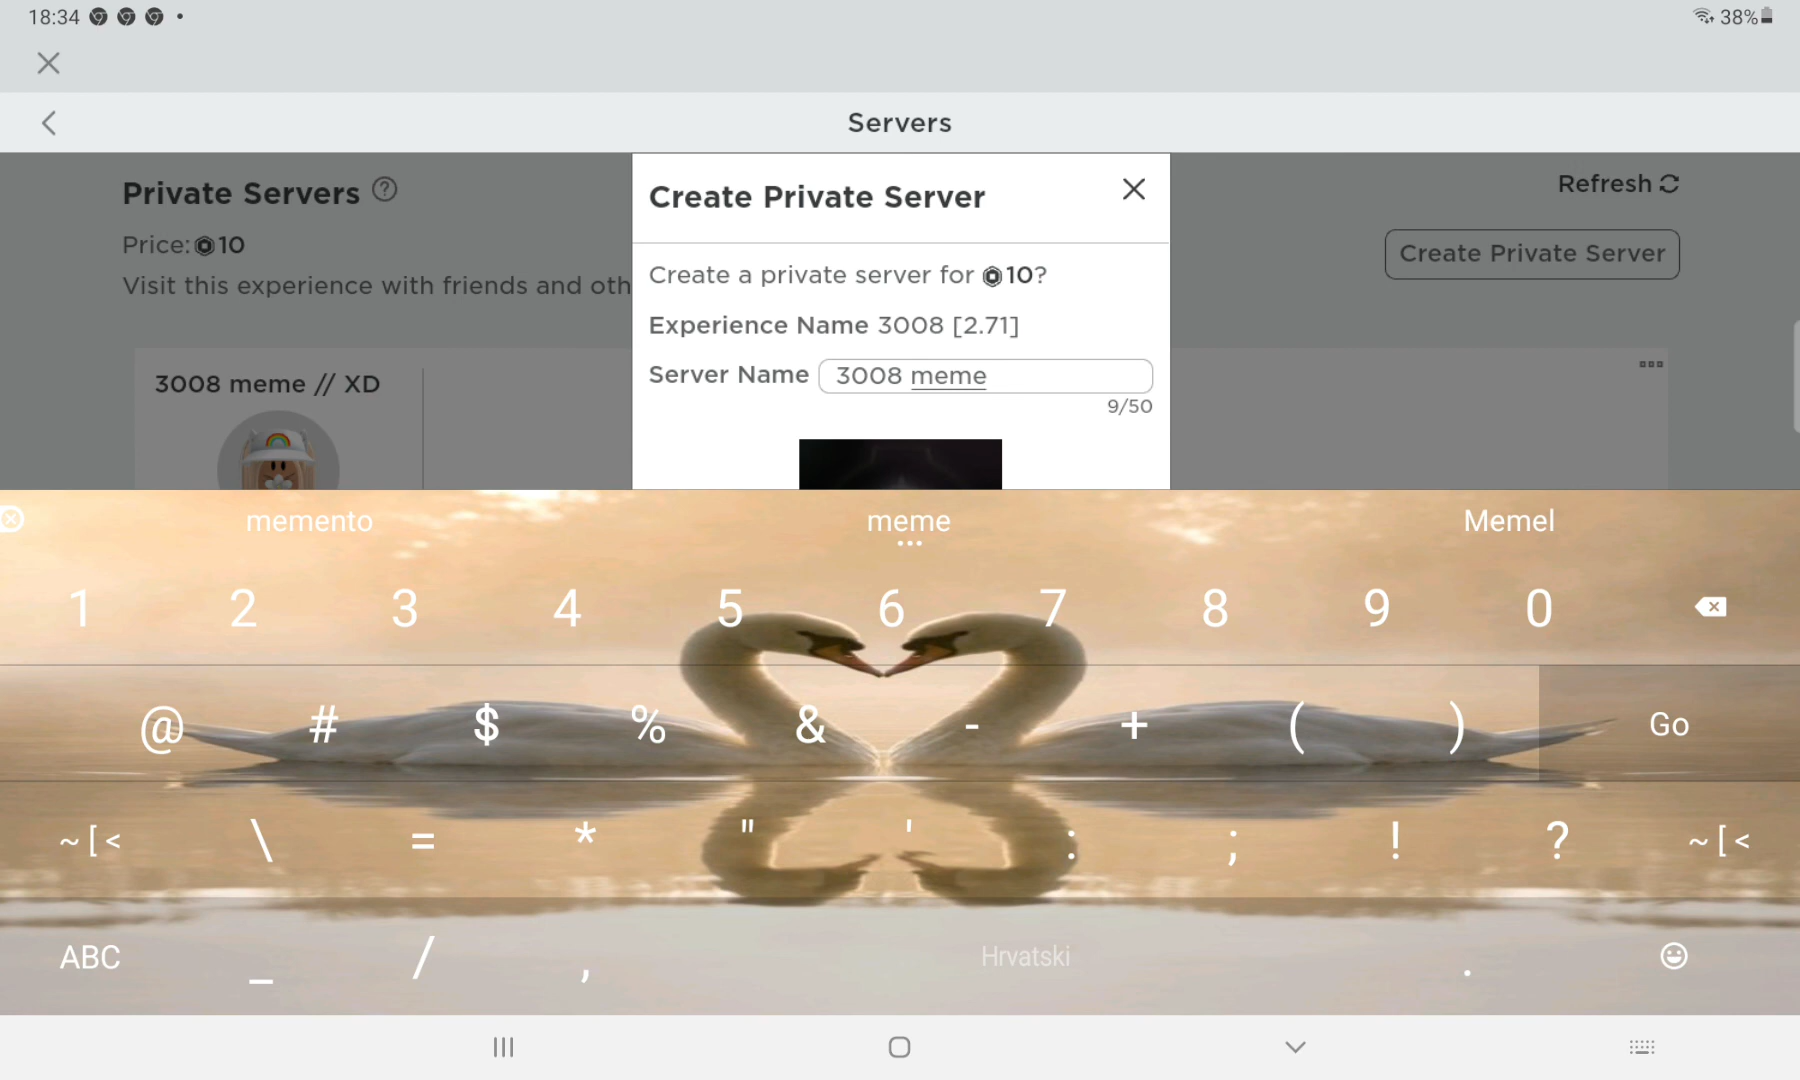 18:34
38%
Servers
Private Servers
Price: 10
Visit this experience with friends and oth
Refresh
Create Private Server
Create Private Server
Create a private server for 10?
Experience Name 3008 [2.71]
Server Name 3008 meme
9/50
3008 meme // XD
memento meme Memel
1 2 3 4 5 6 7 8 9 0
@ # $ % & - + ( ) Go
~[< \ = * " ' : ; ! ? ~[<
ABC _ / , Hrvatski .